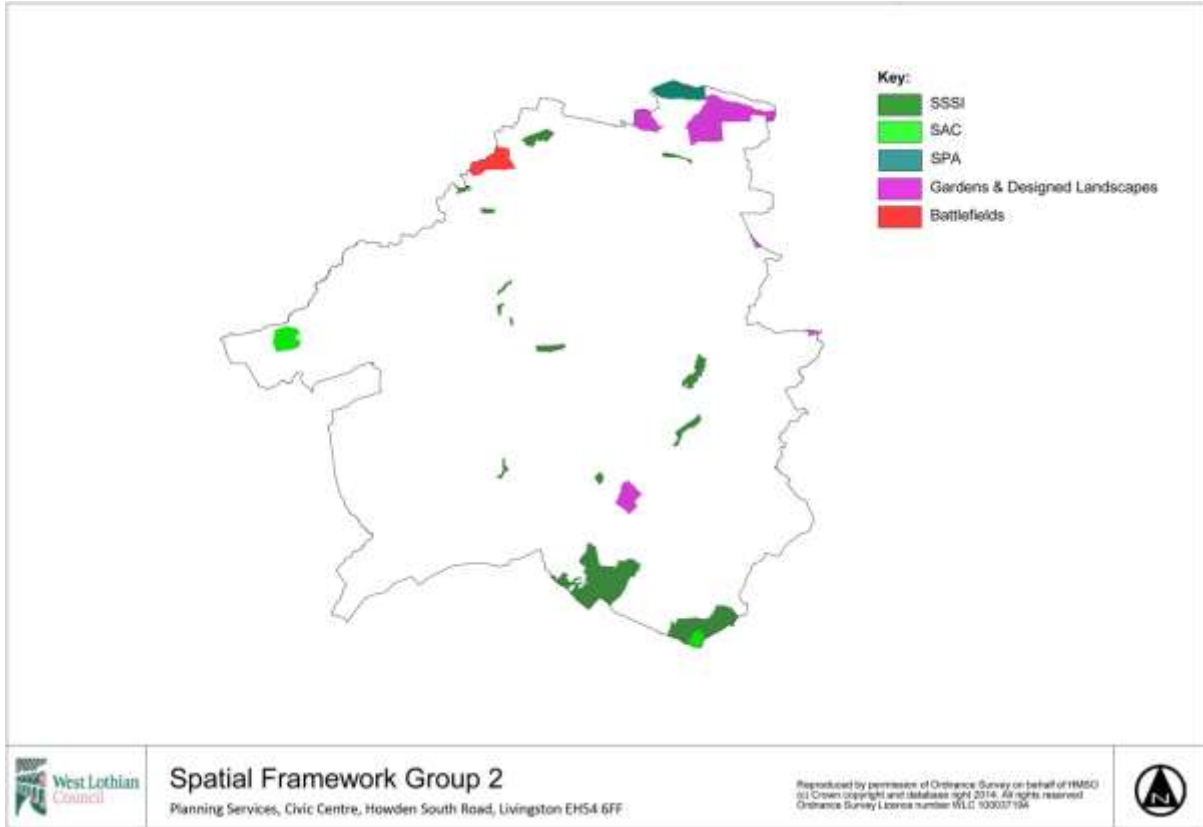 Key:
SSSI
SAC
SPA
Gardens & Designed Landscapes
Battlefields
West Lothian
Council
Spatial Framework Group 2
Planning Services, Civic Centre, Howden South Road, Livingston EH54 6FF
Reproduced by permission of Ordnance Survey on behalf of HMSO
(c) Crown copyright and database right 2014. All rights reserved
Ordnance Survey Licence number WLC 100037194
N